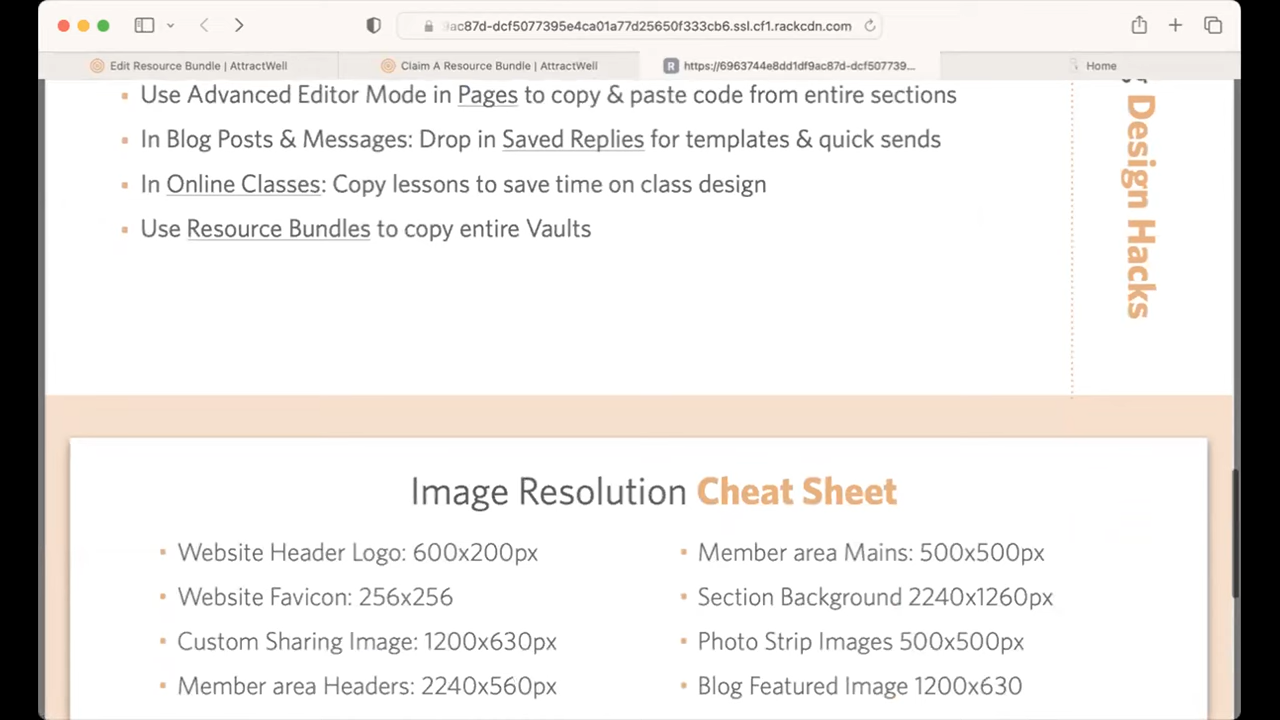 9ac87d-dcf5077395e4ca01a77d25650f333cb6.ssl.cf1.rackcdn.com
Edit Resource Bundle | AttractWell
Claim A Resource Bundle | AttractWell
R https://6963744e8dd1df9ac87d-dcf507739...
Home
Use Advanced Editor Mode in Pages to copy & paste code from entire sections
In Blog Posts & Messages: Drop in Saved Replies for templates & quick sends
In Online Classes: Copy lessons to save time on class design
Use Resource Bundles to copy entire Vaults
Design Hacks
Image Resolution Cheat Sheet
Website Header Logo: 600x200px
Website Favicon: 256x256
Custom Sharing Image: 1200x630px
Member area Headers: 2240x560px
Member area Mains: 500x500px
Section Background 2240x1260px
Photo Strip Images 500x500px
Blog Featured Image 1200x630